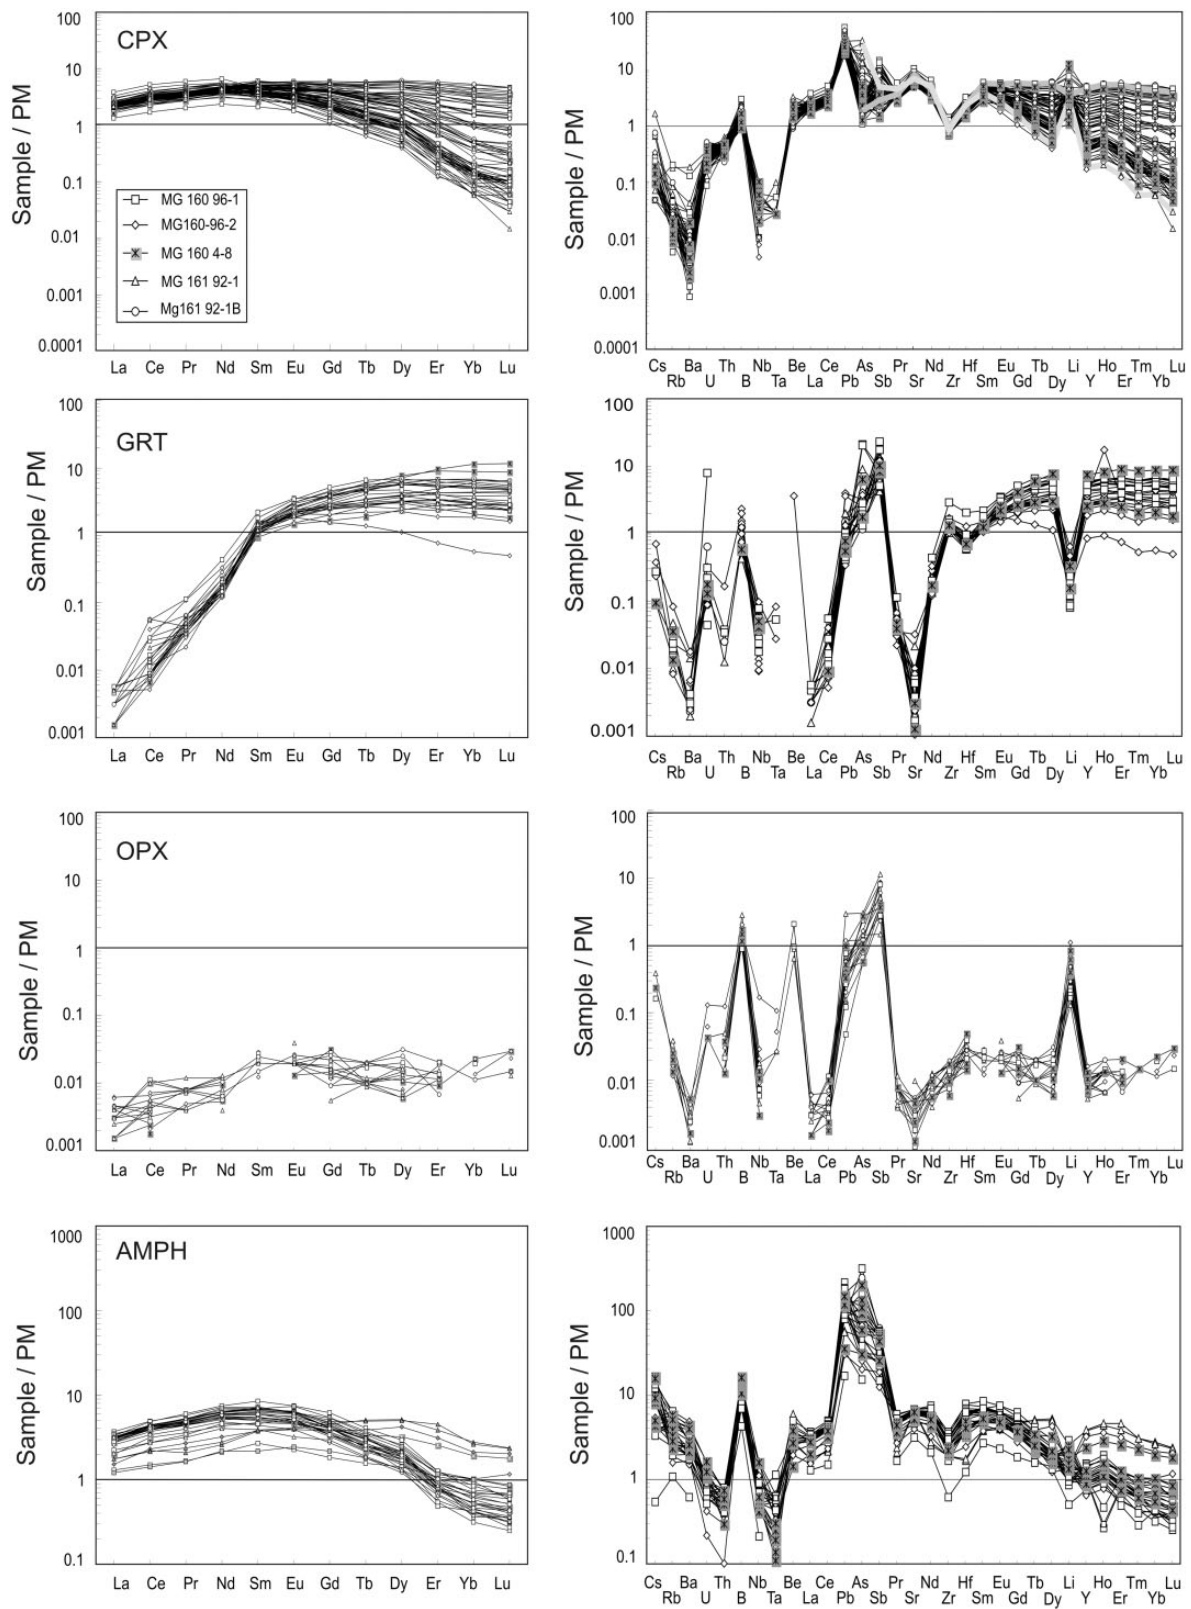 100
10
1
0.1
0.01
0.001
0.0001
Sample / PM
CPX
MG 160 96-1
MG160-96-2
MG 160 4-8
MG 161 92-1
Mg161 92-1B
La Ce Pr Nd Sm Eu Gd Tb Dy Er Yb Lu
100
10
1
0.1
0.01
0.001
0.0001
Sample / PM
Cs Ba Th Nb Be Ce As Pr Nd Hf Eu Tb Li Ho Tm Lu
Rb U B Ta La Pb Sb Sr Zr Sm Gd Dy Y Er Yb
100
10
1
0.1
0.01
0.001
Sample / PM
GRT
La Ce Pr Nd Sm Eu Gd Tb Dy Er Yb Lu
100
10
1
0.1
0.01
0.001
Sample / PM
Cs Ba Th Nb Be Ce As Pr Nd Hf Eu Tb Li Ho Tm Lu
Rb U B Ta La Pb Sb Sr Zr Sm Gd Dy Y Er Yb
100
10
1
0.1
0.01
0.001
Sample / PM
OPX
La Ce Pr Nd Sm Eu Gd Tb Dy Er Yb Lu
100
10
1
0.1
0.01
0.001
Sample / PM
Cs Ba Th Nb Be Ce As Pr Nd Hf Eu Tb Li Ho Tm Lu
Rb U B Ta La Pb Sb Sr Zr Sm Gd Dy Y Er Yb
1000
100
10
1
0.1
Sample / PM
AMPH
La Ce Pr Nd Sm Eu Gd Tb Dy Er Yb Lu
1000
100
10
1
0.1
Sample / PM
Cs Ba Th Nb Be Ce As Pr Nd Hf Eu Tb Li Ho Tm Lu
Rb U B Ta La Pb Sb Sr Zr Sm Gd Dy Y Er Yb